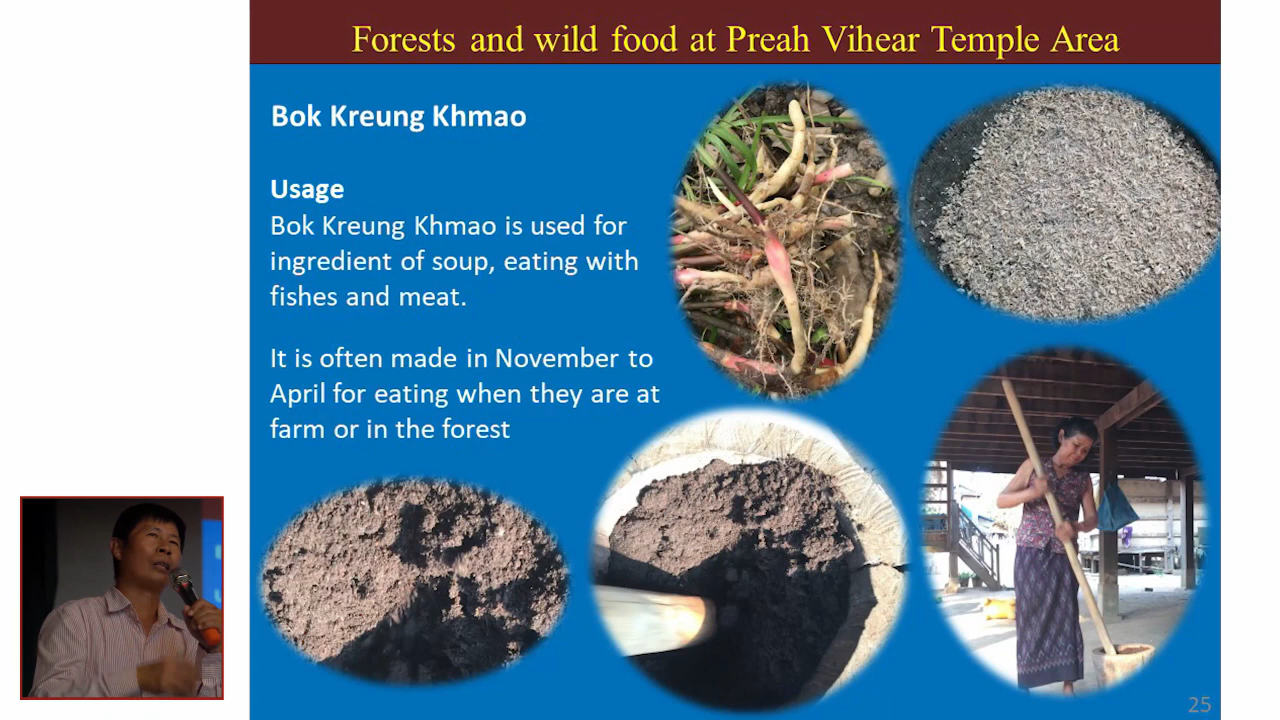 Forests and wild food at Preah Vihear Temple Area
Bok Kreung Khmao
Usage
Bok Kreung Khmao is used for
ingredient of soup, eating with
fishes and meat.
It is often made in November to
April for eating when they are at
farm or in the forest
25